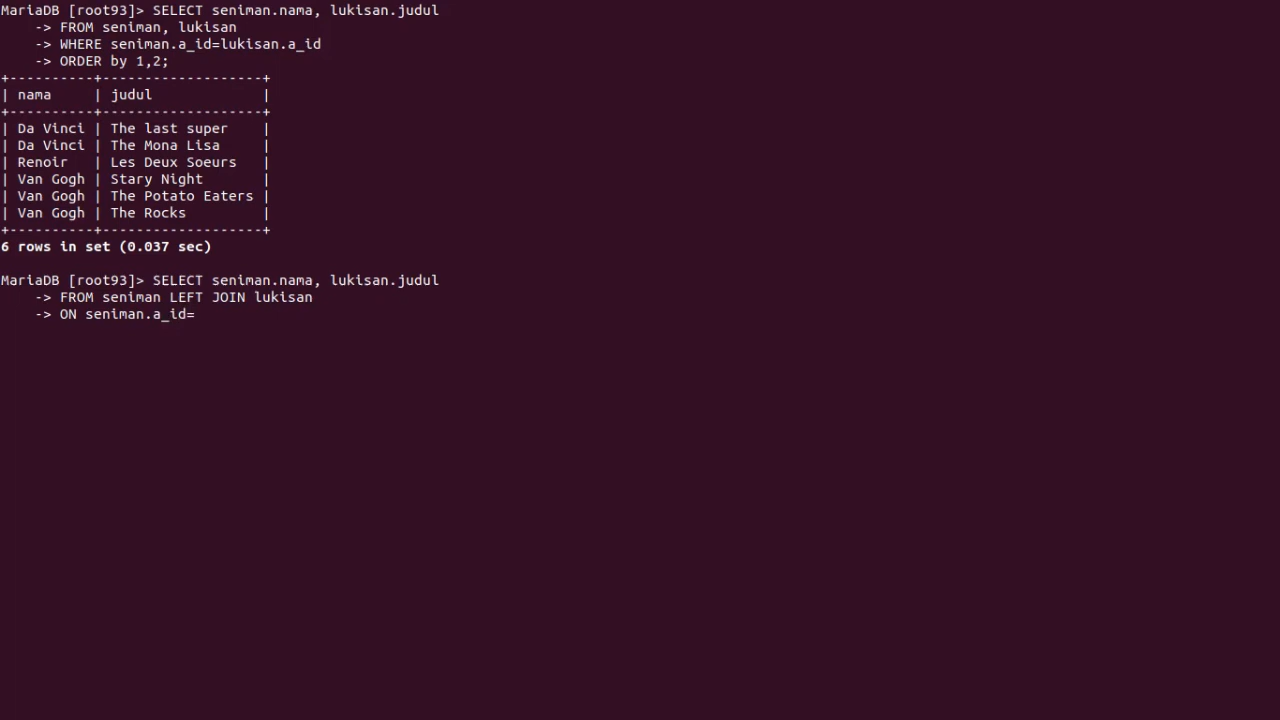 MariaDB [root93]> SELECT seniman.nama, lukisan.judul
    -> FROM seniman, lukisan
    -> WHERE seniman.a_id=lukisan.a_id
    -> ORDER by 1,2;
+----------+-------------------+
| nama     | judul             |
+----------+-------------------+
| Da Vinci | The last super    |
| Da Vinci | The Mona Lisa     |
| Renoir   | Les Deux Soeurs   |
| Van Gogh | Stary Night       |
| Van Gogh | The Potato Eaters |
| Van Gogh | The Rocks         |
+----------+-------------------+
6 rows in set (0.037 sec)

MariaDB [root93]> SELECT seniman.nama, lukisan.judul
    -> FROM seniman LEFT JOIN lukisan
    -> ON seniman.a_id=